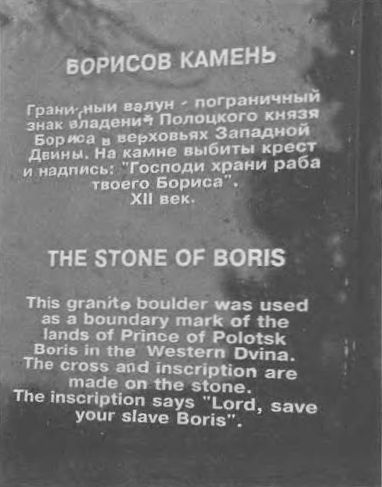 БОРИСОВ КАМЕНЬ
Гранитный валун - пограничный
знак владений Полоцкого князя
Бориса в верховьях Западной
Двины. На камне выбиты крест
и надпись: "Господи храни раба
твоего Бориса".
XII век.
THE STONE OF BORIS
This granite boulder was used
as a boundary mark of the
lands of Prince of Polotsk
Boris in the Western Dvina.
The cross and inscription are
made on the stone.
The inscription says "Lord, save
your slave Boris".